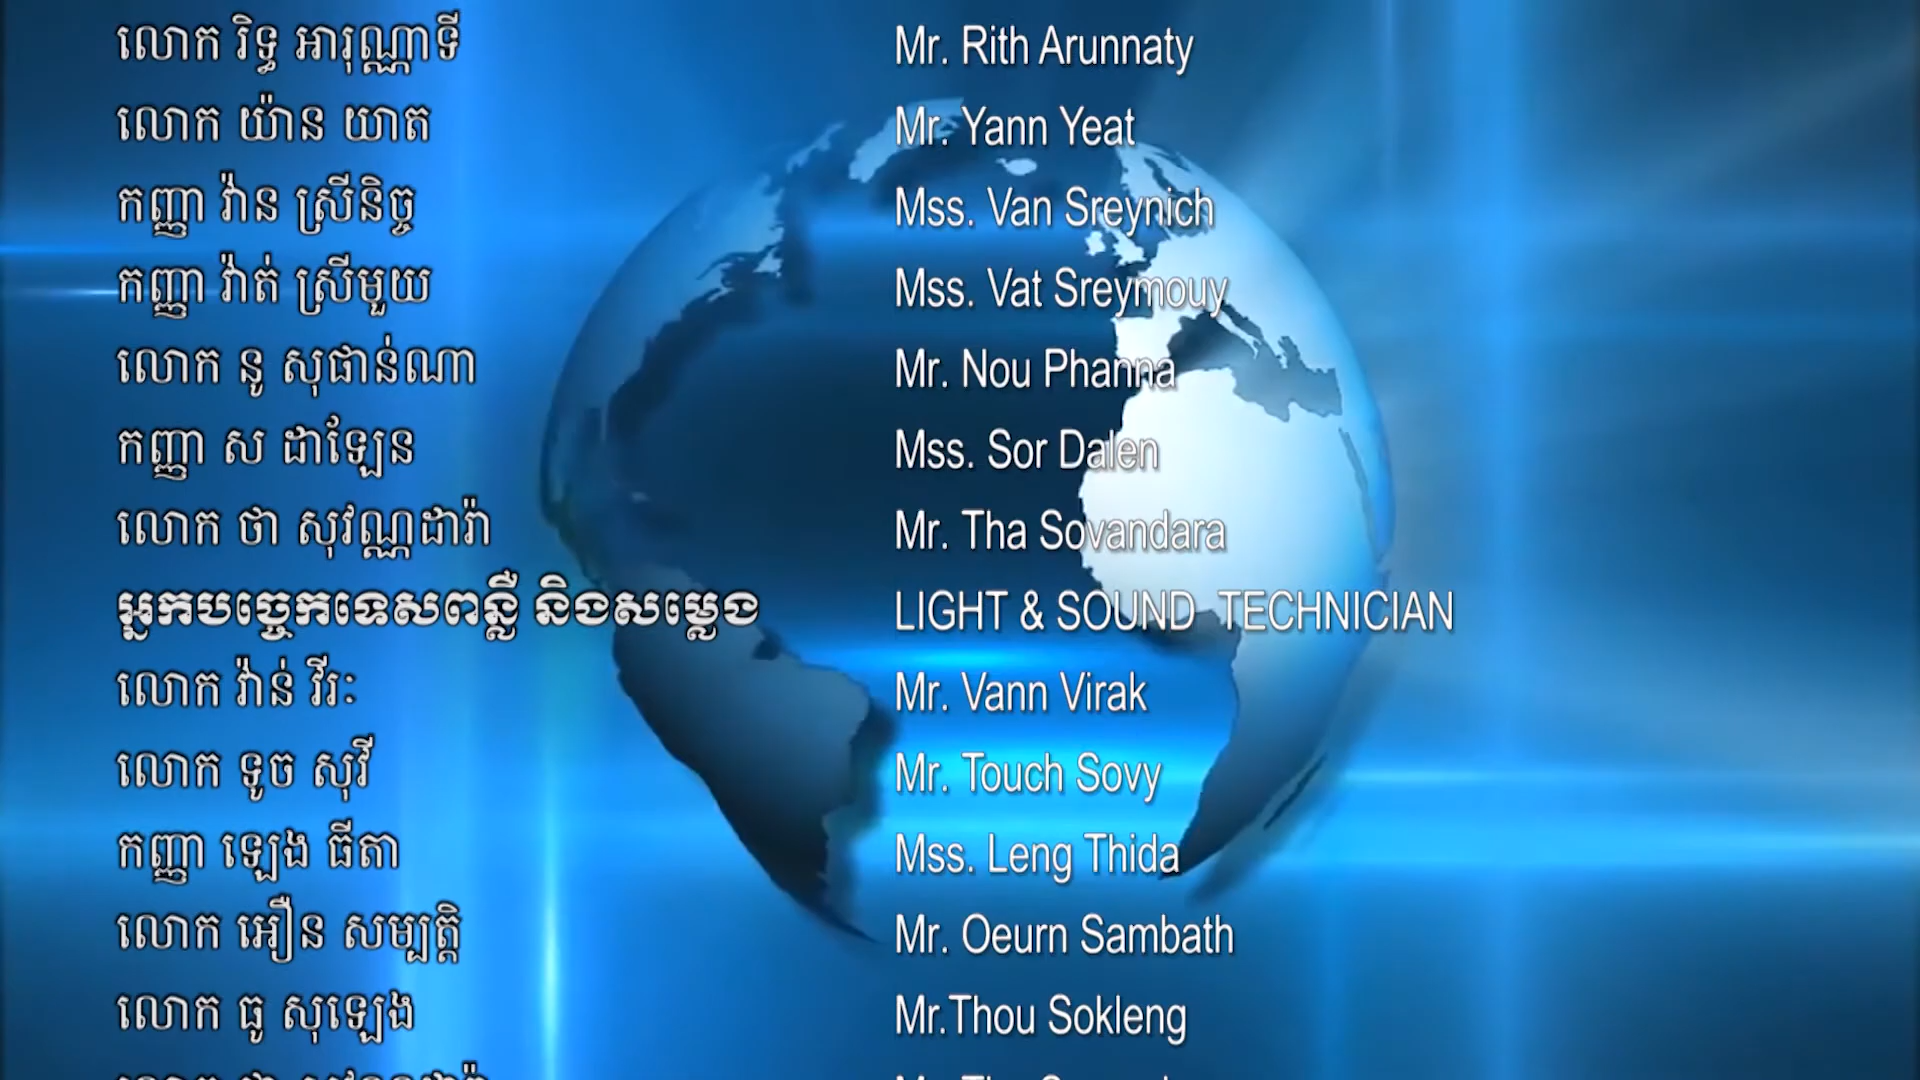 លោក រិទ្ធ អារុណ្ណាទី Mr. Rith Arunnaty
លោក យ៉ាន យាត Mr. Yann Yeat
កញ្ញា វ៉ាន ស្រីនិច្ច Mss. Van Sreynich
កញ្ញា វ៉ាត់ ស្រីមួយ Mss. Vat Sreymouy
លោក នូ សុផាន់ណា Mr. Nou Phanna
កញ្ញា ស ដាឡែន Mss. Sor Dalen
លោក ថា សុវណ្ណដារ៉ា Mr. Tha Sovandara
អ្នកបច្ចេកទេសពន្លឺ និងសម្លេង LIGHT & SOUND TECHNICIAN
លោក វ៉ាន់ វីរៈ Mr. Vann Virak
លោក ទូច សុវី Mr. Touch Sovy
កញ្ញា ឡេង ធីតា Mss. Leng Thida
លោក អឿន សម្បត្តិ Mr. Oeurn Sambath
លោក ធូ សុឡេង Mr.Thou Sokleng